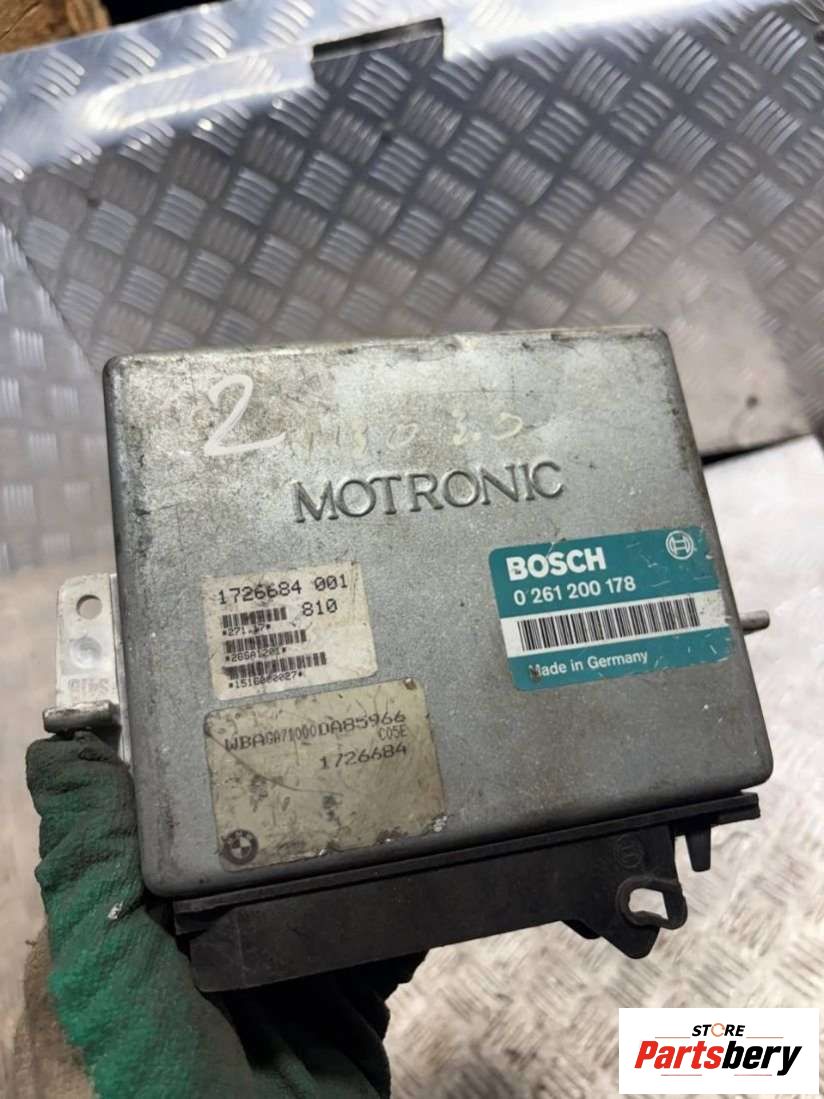 2
MOTRONIC
BOSCH
0 261 200 178
Made in Germany
1726684 001
810
WBAGA71000DA85966
C05E
1726684
STORE
Partsbery